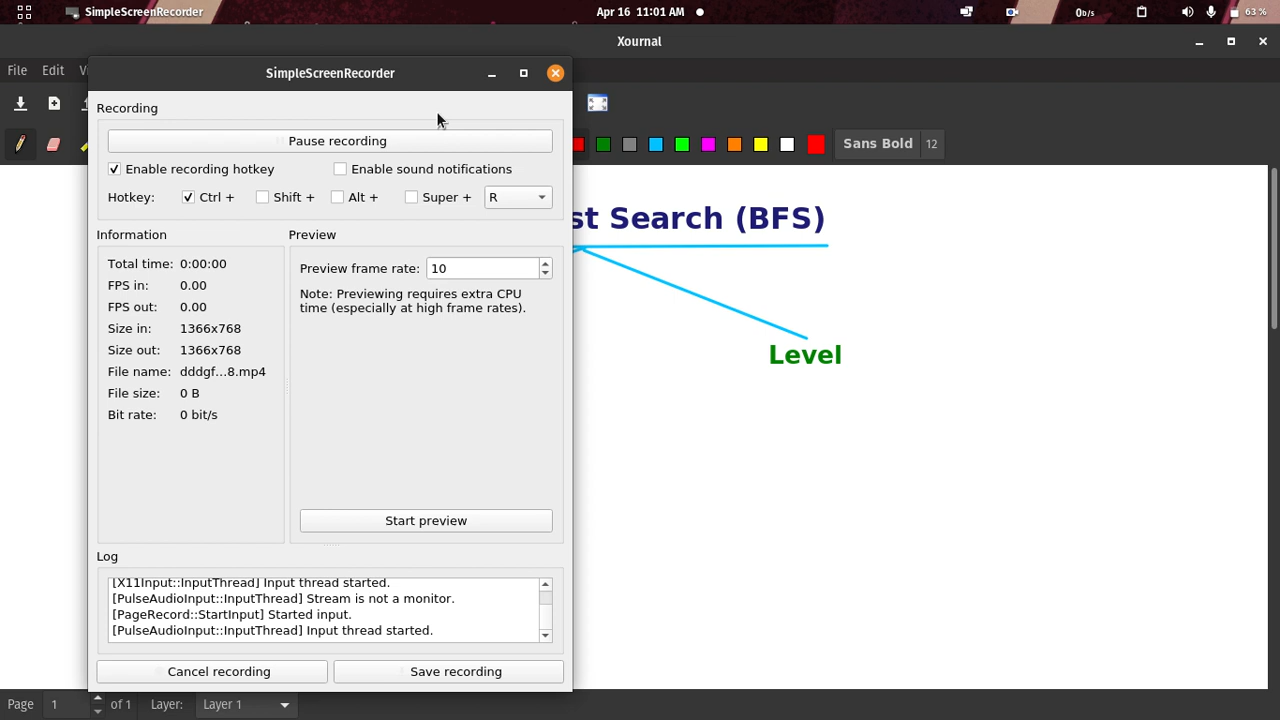 SimpleScreenRecorder
Apr 16 11:01 AM
0b/s
63 %
Xournal
File Edit
SimpleScreenRecorder
Recording
Pause recording
Enable recording hotkey
Enable sound notifications
Hotkey: Ctrl + Shift + Alt + Super + R
Sans Bold 12
st Search (BFS)
Level
Information
Total time: 0:00:00
FPS in: 0.00
FPS out: 0.00
Size in: 1366x768
Size out: 1366x768
File name: dddgf...8.mp4
File size: 0 B
Bit rate: 0 bit/s
Preview
Preview frame rate: 10
Note: Previewing requires extra CPU
time (especially at high frame rates).
Start preview
Log
[X11Input::InputThread] Input thread started.
[PulseAudioInput::InputThread] Stream is not a monitor.
[PageRecord::StartInput] Started input.
[PulseAudioInput::InputThread] Input thread started.
Cancel recording
Save recording
Page 1 of 1 Layer: Layer 1